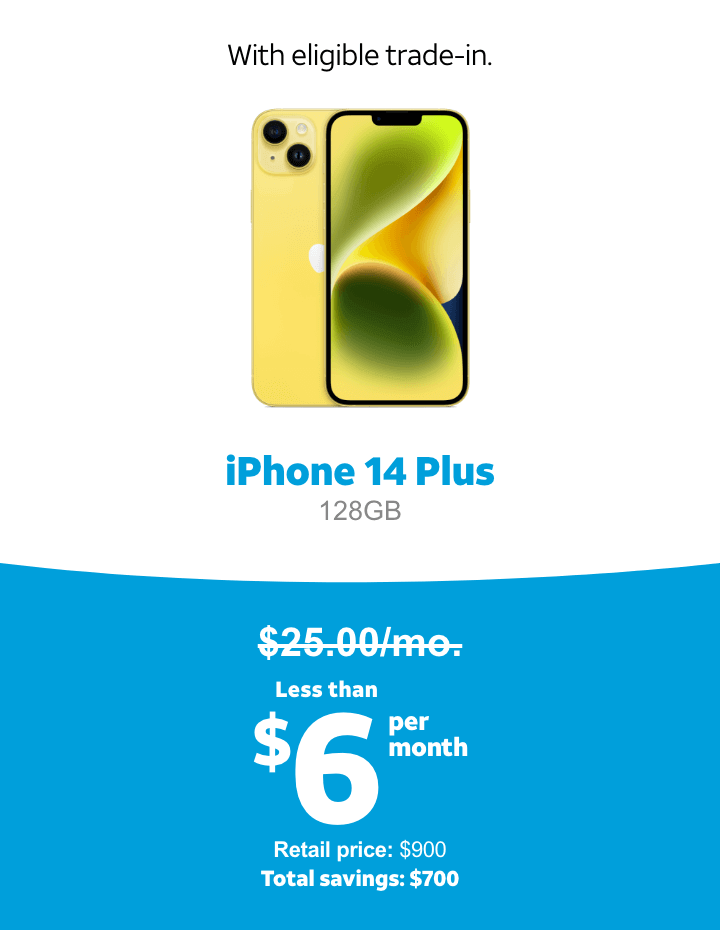 With eligible trade-in.
iPhone 14 Plus
128GB
$25.00/mo.
Less than
$6 per month
Retail price: $900
Total savings: $700